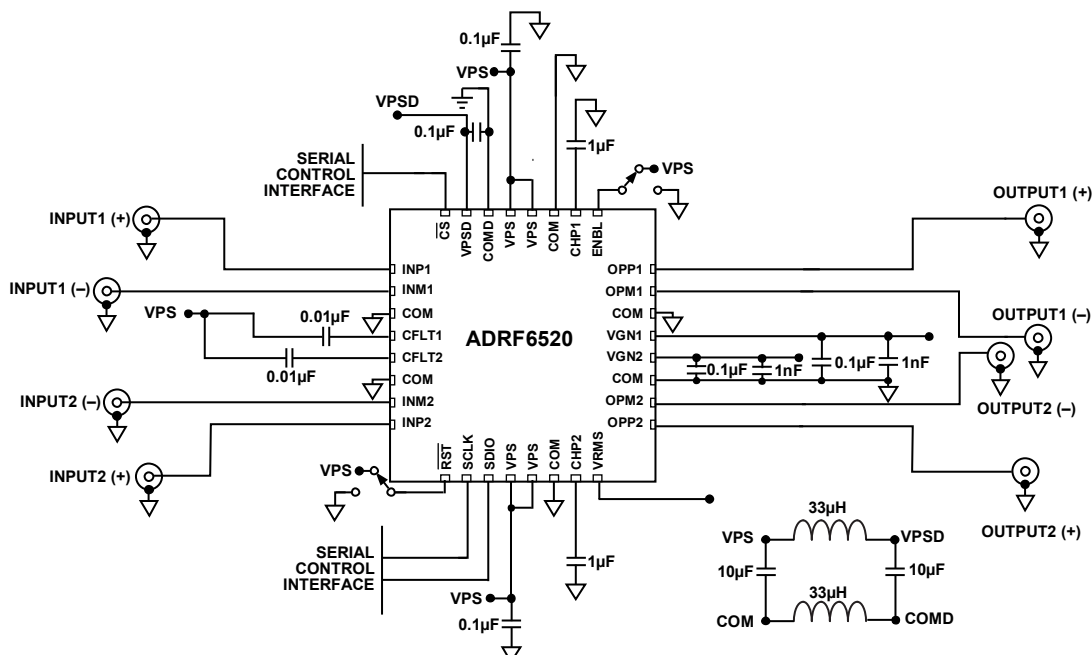 0.1µF
VPS
VPSD
0.1µF
1µF
VPS
SERIAL
CONTROL
INTERFACE
CS
VPSD
COMD
VPS
VPS
COM
CHP1
ENBL
INPUT1 (+)
INPUT1 (–)
VPS
0.01µF
0.01µF
INPUT2 (–)
INPUT2 (+)
INP1
INM1
COM
CFLT1
CFLT2
COM
INM2
INP2
ADRF6520
OPP1
OPM1
COM
VGN1
VGN2
COM
OPM2
OPP2
OUTPUT1 (+)
OUTPUT1 (–)
0.1µF
1nF
0.1µF
1nF
OUTPUT2 (–)
OUTPUT2 (+)
RST
SCLK
SDIO
VPS
VPS
COM
CHP2
VRMS
VPS
SERIAL
CONTROL
INTERFACE
VPS
0.1µF
1µF
33µH
VPS
VPSD
10µF
10µF
33µH
COM
COMD